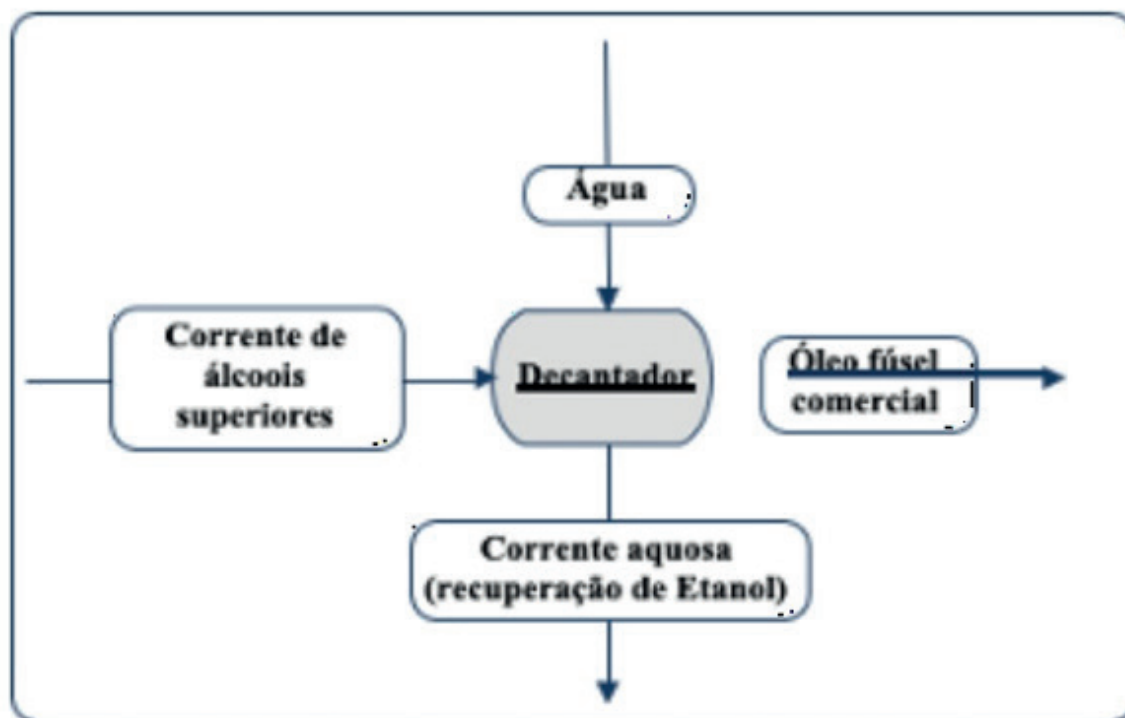 Água
Corrente de
álcoois
superiores
Decantador
Óleo fúsel
comercial
Corrente aquosa
(recuperação de Etanol)